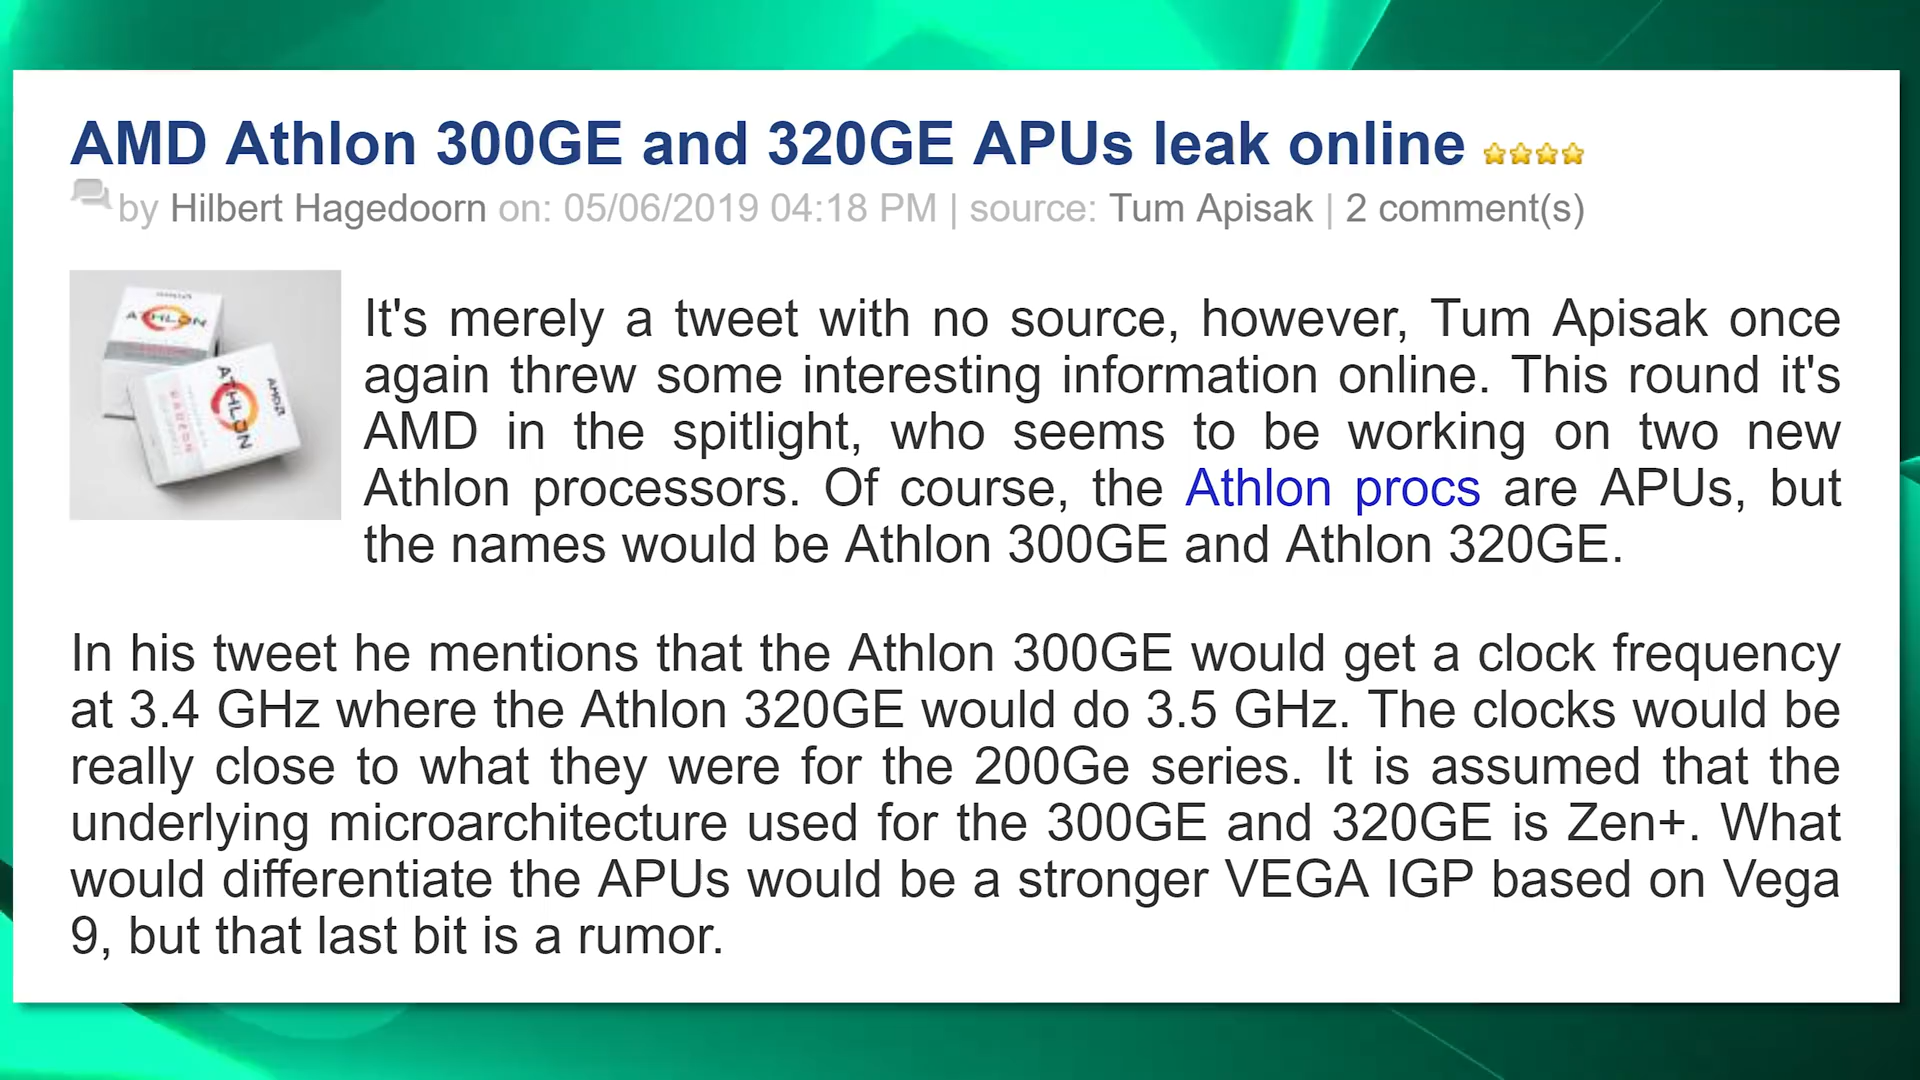 AMD Athlon 300GE and 320GE APUs leak online
by Hilbert Hagedoorn on: 05/06/2019 04:18 PM | source: Tum Apisak | 2 comment(s)
AMD
ATHLON
AMD
ATHLON
RADEON
It's merely a tweet with no source, however, Tum Apisak once
again threw some interesting information online. This round it's
AMD in the spitlight, who seems to be working on two new
Athlon processors. Of course, the Athlon procs are APUs, but
the names would be Athlon 300GE and Athlon 320GE.
In his tweet he mentions that the Athlon 300GE would get a clock frequency
at 3.4 GHz where the Athlon 320GE would do 3.5 GHz. The clocks would be
really close to what they were for the 200Ge series. It is assumed that the
underlying microarchitecture used for the 300GE and 320GE is Zen+. What
would differentiate the APUs would be a stronger VEGA IGP based on Vega
9, but that last bit is a rumor.